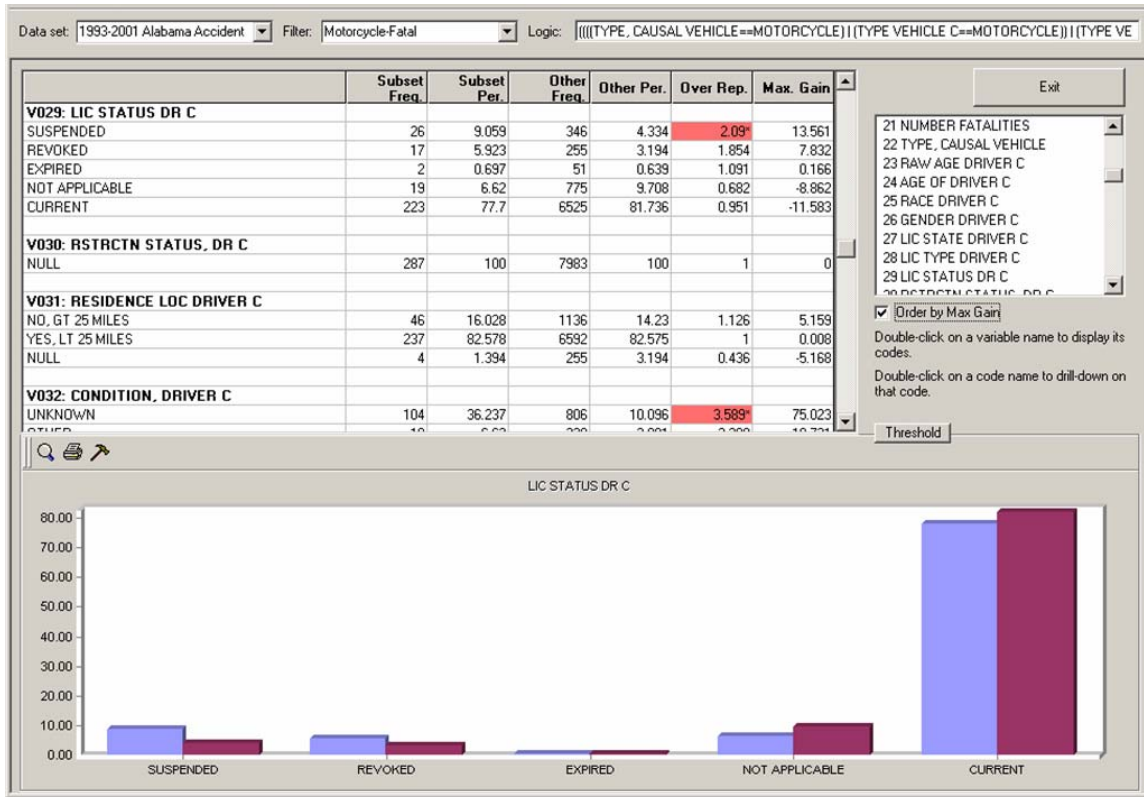 Data set: 1993-2001 Alabama Accident Filter: Motorcycle-Fatal Logic: ((((TYPE, CAUSAL VEHICLE==MOTORCYCLE) | (TYPE VEHICLE C==MOTORCYCLE)) | (TYPE VE
Subset Freq. Subset Per. Other Freq. Other Per. Over Rep. Max. Gain
V029: LIC STATUS DR C
SUSPENDED 26 9.059 346 4.334 2.09* 13.561
REVOKED 17 5.923 255 3.194 1.854 7.832
EXPIRED 2 0.697 51 0.639 1.091 0.166
NOT APPLICABLE 19 6.62 775 9.708 0.682 -8.862
CURRENT 223 77.7 6525 81.736 0.951 -11.583
V030: RSTRCTN STATUS, DR C
NULL 287 100 7983 100 1 0
V031: RESIDENCE LOC DRIVER C
NO, GT 25 MILES 46 16.028 1136 14.23 1.126 5.159
YES, LT 25 MILES 237 82.578 6592 82.575 1 0.008
NULL 4 1.394 255 3.194 0.436 -5.168
V032: CONDITION, DRIVER C
UNKNOWN 104 36.237 806 10.096 3.589* 75.023
Exit
21 NUMBER FATALITIES
22 TYPE, CAUSAL VEHICLE
23 RAW AGE DRIVER C
24 AGE OF DRIVER C
25 RACE DRIVER C
26 GENDER DRIVER C
27 LIC STATE DRIVER C
28 LIC TYPE DRIVER C
29 LIC STATUS DR C
Order by Max Gain
Double-click on a variable name to display its
codes.
Double-click on a code name to drill-down on
that code.
Threshold
LIC STATUS DR C
80.00
70.00
60.00
50.00
40.00
30.00
20.00
10.00
0.00
SUSPENDED REVOKED EXPIRED NOT APPLICABLE CURRENT